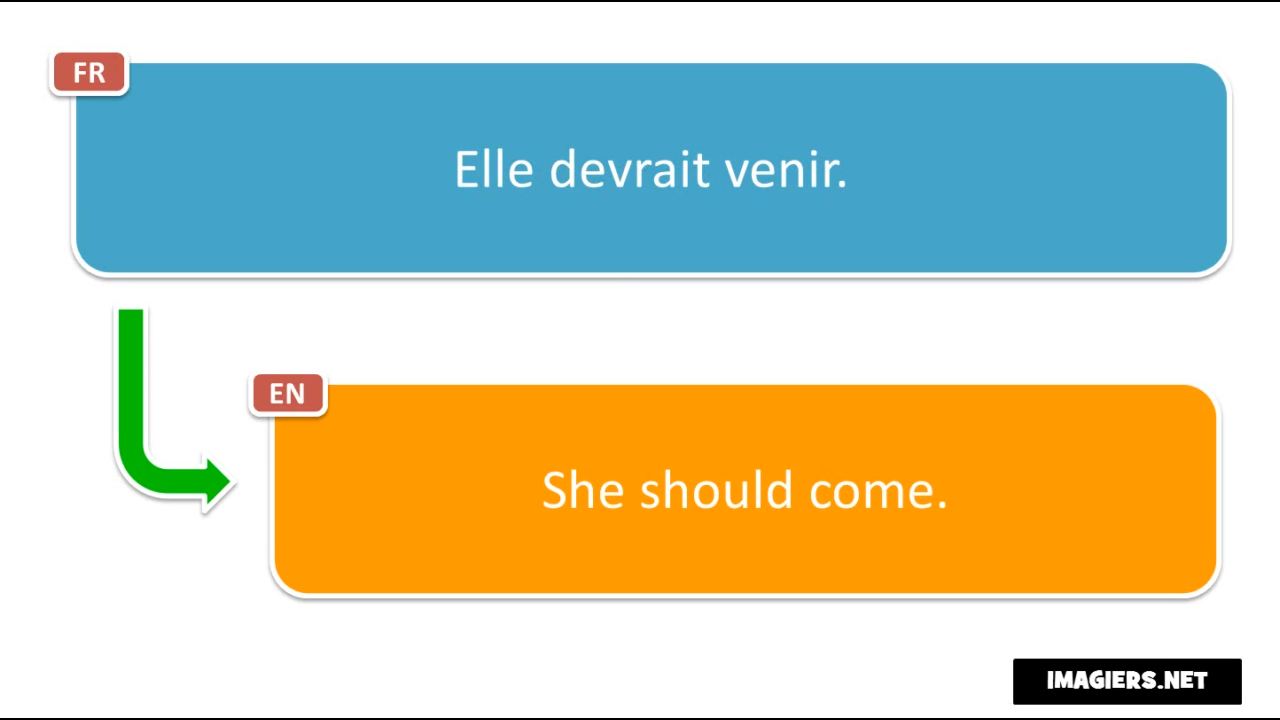 FR
Elle devrait venir.
EN
She should come.
IMAGIERS.NET